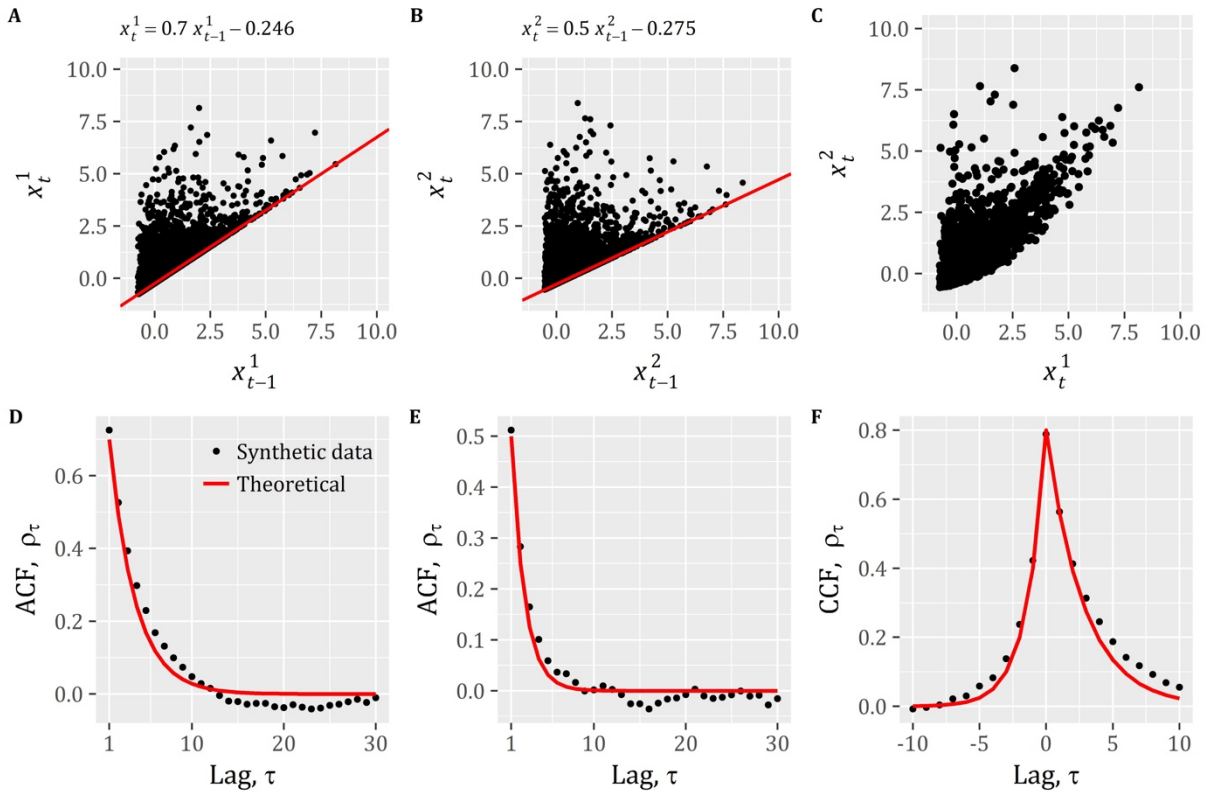 A
x_t^1 = 0.7 x_{t-1}^1 − 0.246
10.0
7.5
5.0
2.5
0.0
x_t^1
0.0 2.5 5.0 7.5 10.0
x_{t-1}^1
B
x_t^2 = 0.5 x_{t-1}^2 − 0.275
10.0
7.5
5.0
2.5
0.0
x_t^2
0.0 2.5 5.0 7.5 10.0
x_{t-1}^2
C
10.0
7.5
5.0
2.5
0.0
x_t^2
0.0 2.5 5.0 7.5 10.0
x_t^1
D
Synthetic data
Theoretical
0.6
0.4
0.2
0.0
ACF, ρ_τ
1 10 20 30
Lag, τ
E
0.5
0.4
0.3
0.2
0.1
0.0
ACF, ρ_τ
1 10 20 30
Lag, τ
F
0.8
0.6
0.4
0.2
0.0
CCF, ρ_τ
-10 -5 0 5 10
Lag, τ